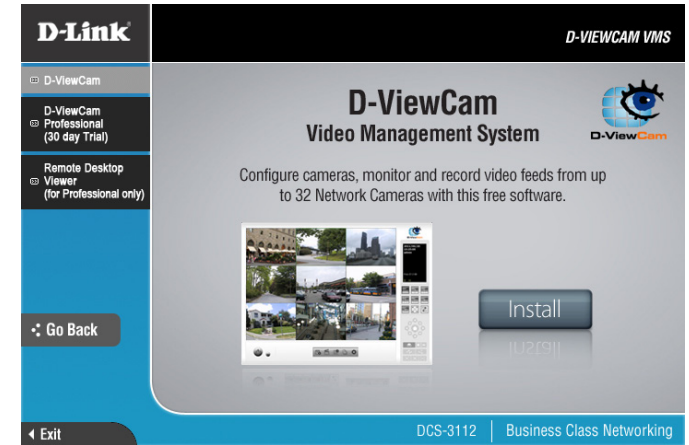 D-Link
D-VIEWCAM VMS
D-ViewCam
D-ViewCam
Professional
(30 day Trial)
Remote Desktop
Viewer
(for Professional only)
Go Back
Exit
D-ViewCam
Video Management System
D-ViewCam
Configure cameras, monitor and record video feeds from up
to 32 Network Cameras with this free software.
Install
DCS-3112
Business Class Networking